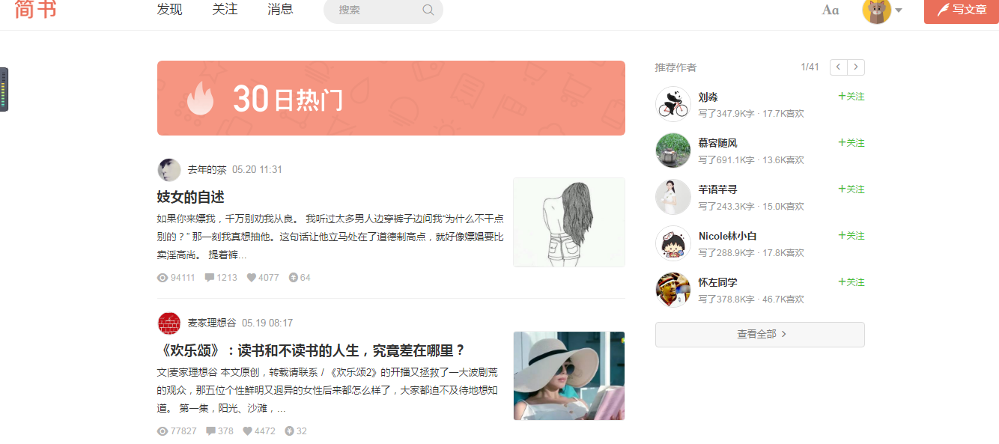 简书
发现 关注 消息 搜索 Aa 写文章
30日热门
去年的茶 05.20 11:31
妓女的自述
如果你来嫖我，千万别劝我从良。 我听过太多男人边穿裤子边问我“为什么不干点
别的？” 那一刻我真想抽他。这句话让他立马处在了道德制高点，就好像嫖娼要比
卖淫高尚。 提着裤...
94111 1213 4077 64
麦家理想谷 05.19 08:17
《欢乐颂》：读书和不读书的人生，究竟差在哪里？
文|麦家理想谷 本文原创，转载请联系 / 《欢乐颂2》的开播又拯救了一大波剧荒
的观众，那五位个性鲜明又迥异的女性后来都怎么样了，大家都迫不及待地想知
道。 第一集，阳光、沙滩，...
77827 378 4472 32
推荐作者 1/41
刘淼 +关注
写了347.9K字 · 17.7K喜欢
慕容随风 +关注
写了691.1K字 · 13.6K喜欢
芊语芊寻 +关注
写了243.3K字 · 15.0K喜欢
Nicole林小白 +关注
写了288.9K字 · 17.8K喜欢
怀左同学 +关注
写了378.8K字 · 46.7K喜欢
查看全部 >